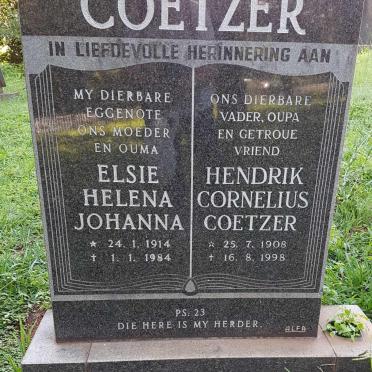 COETZER
IN LIEFDEVOLLE HERINNERING AAN
MY DIERBARE
EGGENOTE
ONS MOEDER
EN OUMA
ELSIE
HELENA
JOHANNA
★ 24. 1. 1914
† 1. 1. 1984
ONS DIERBARE
VADER, OUPA
EN GETROUE
VRIEND
HENDRIK
CORNELIUS
COETZER
☆ 25. 7. 1908
† 16. 8. 1998
PS. 23
DIE HERE IS MY HERDER.